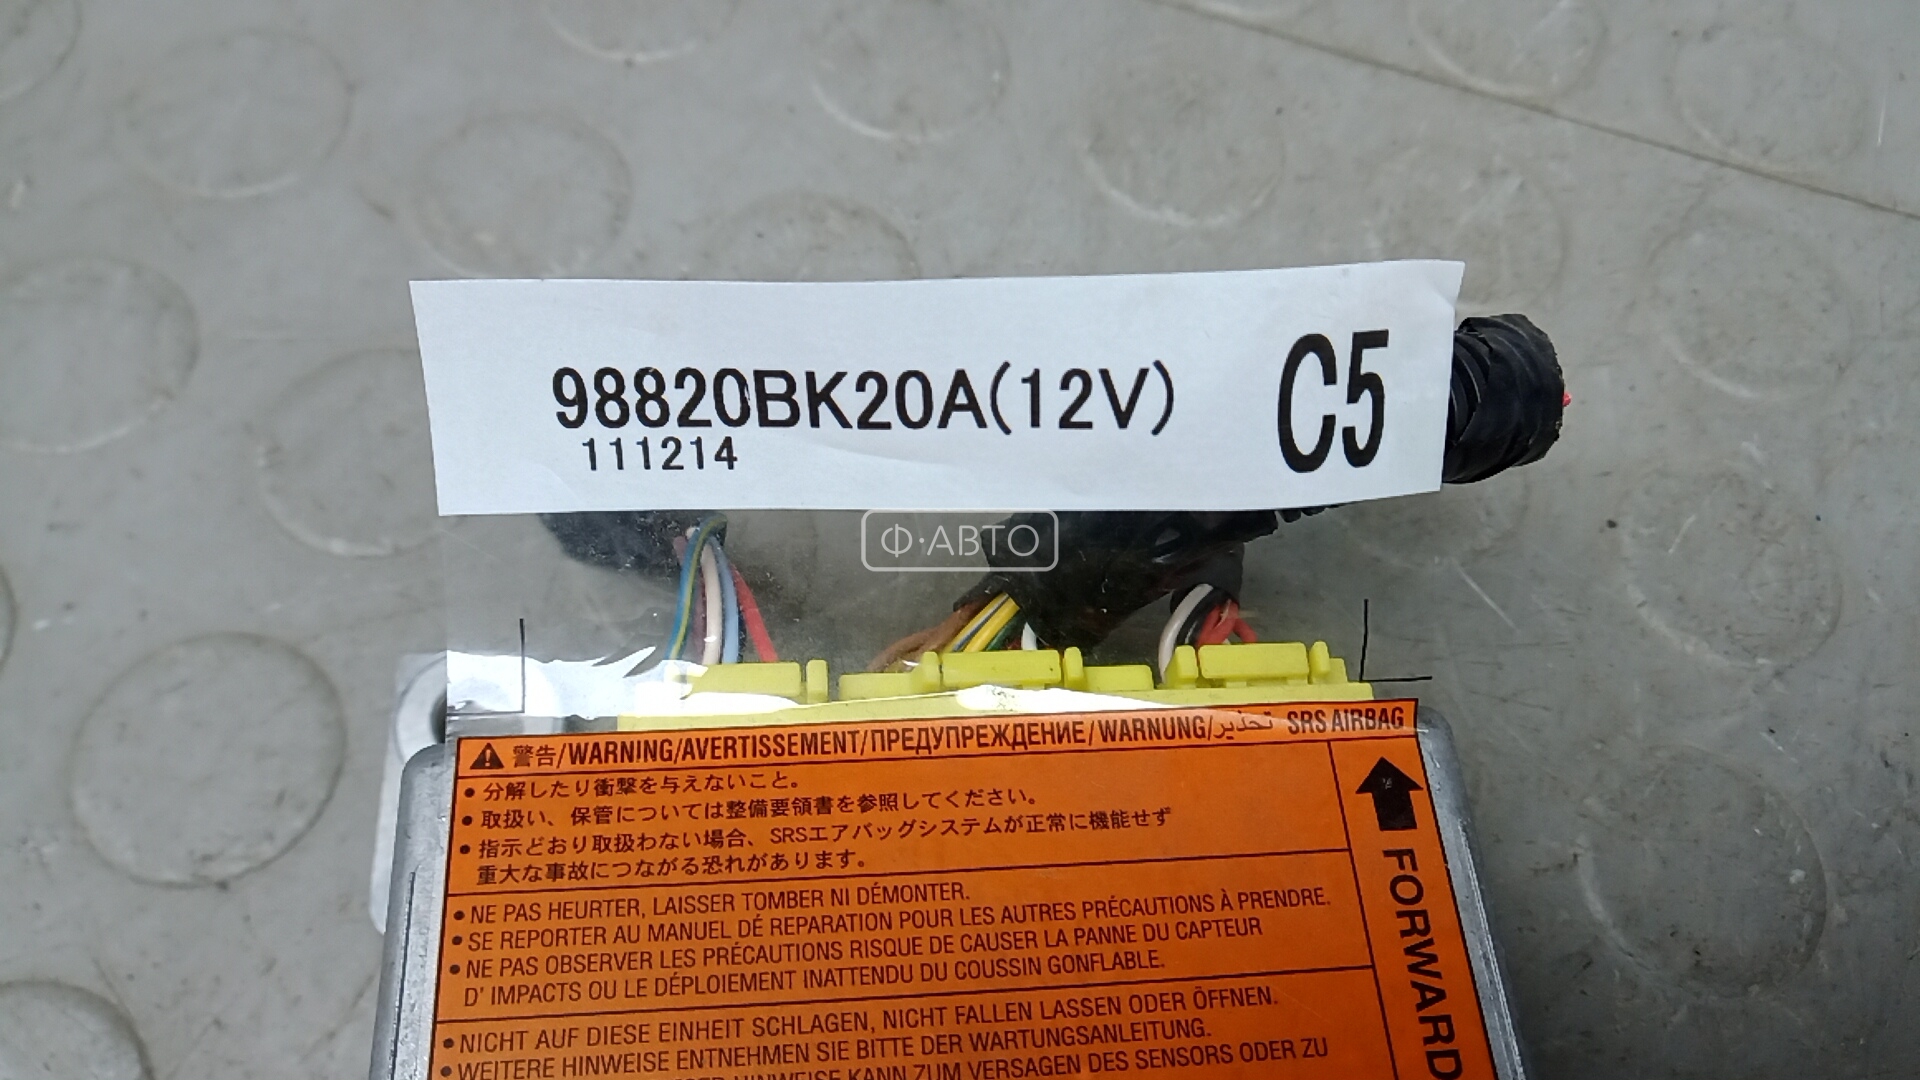 98820BK20A(12V) C5
111214
Ф·АВТО
警告/WARNING/AVERTISSEMENT/ПРЕДУПРЕЖДЕНИЕ/WARNUNG/تحذير SRS AIRBAG
• 分解したり衝撃を与えないこと。
• 取扱い、保管については整備要領書を参照してください。
• 指示どおり取扱わない場合、SRSエアバッグシステムが正常に機能せず
重大な事故につながる恐れがあります。
FORWARD
• NE PAS HEURTER, LAISSER TOMBER NI DÉMONTER.
• SE REPORTER AU MANUEL DÉ REPARATION POUR LES AUTRES PRÉCAUTIONS À PRENDRE.
• NE PAS OBSERVER LES PRÉCAUTIONS RISQUE DE CAUSER LA PANNE DU CAPTEUR
D' IMPACTS OU LE DÉPLOIEMENT INATTENDU DU COUSSIN GONFLABLE.
• NICHT AUF DIESE EINHEIT SCHLAGEN, NICHT FALLEN LASSEN ODER ÖFFNEN.
• WEITERE HINWEISE ENTNEHMEN SIE BITTE DER WARTUNGSANLEITUNG.
HINWEISE KANN ZUM VERSAGEN DES SENSORS ODER ZU